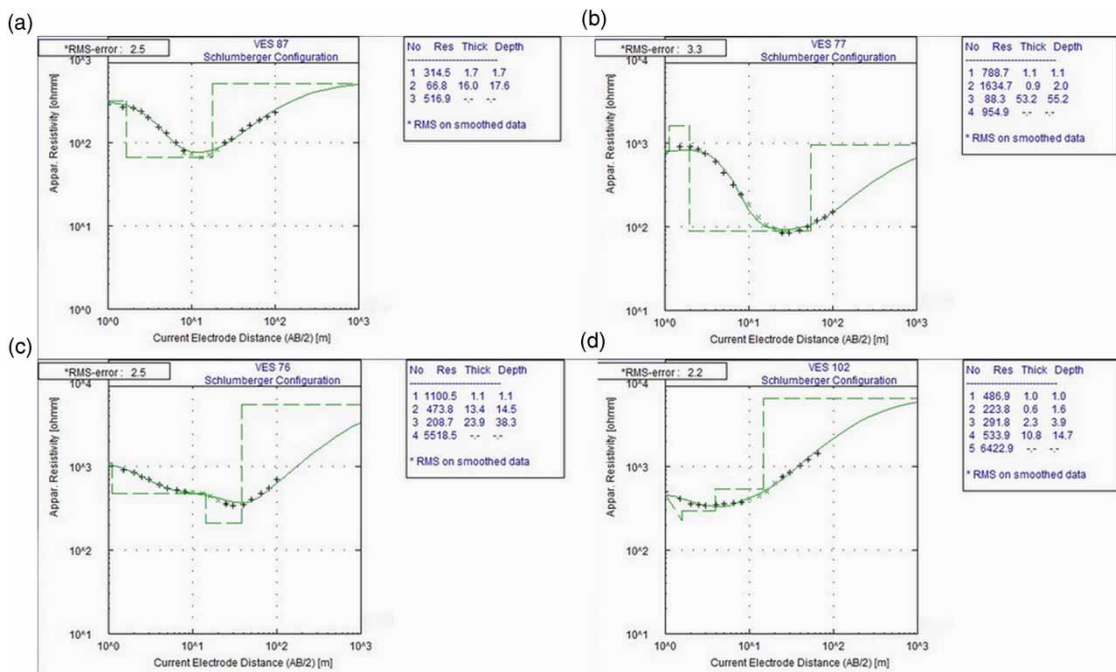 (a)
*RMS-error : 2.5
VES 87
Schlumberger Configuration
Appar. Resistivity [ohmm]
10^3
10^2
10^1
10^0
10^0 10^1 10^2 10^3
Current Electrode Distance (AB/2) [m]
No Res Thick Depth
1 314.5 1.7 1.7
2 66.8 16.0 17.6
3 516.9 -.- -.-
* RMS on smoothed data
(b)
*RMS-error : 3.3
VES 77
Schlumberger Configuration
Appar. Resistivity [ohmm]
10^4
10^3
10^2
10^1
10^0 10^1 10^2 10^3
Current Electrode Distance (AB/2) [m]
No Res Thick Depth
1 788.7 1.1 1.1
2 1634.7 0.9 2.0
3 88.3 53.2 55.2
4 954.9 -.- -.-
* RMS on smoothed data
(c)
*RMS-error : 2.5
VES 76
Schlumberger Configuration
Appar. Resistivity [ohmm]
10^4
10^3
10^2
10^1
10^0 10^1 10^2 10^3
Current Electrode Distance (AB/2) [m]
No Res Thick Depth
1 1100.5 1.1 1.1
2 473.8 13.4 14.5
3 208.7 23.9 38.3
4 5518.5 -.- -.-
* RMS on smoothed data
(d)
*RMS-error : 2.2
VES 102
Schlumberger Configuration
Appar. Resistivity [ohmm]
10^4
10^3
10^2
10^1
10^0 10^1 10^2 10^3
Current Electrode Distance (AB/2) [m]
No Res Thick Depth
1 486.9 1.0 1.0
2 223.8 0.6 1.6
3 291.8 2.3 3.9
4 533.9 10.8 14.7
5 6422.9 -.- -.-
* RMS on smoothed data